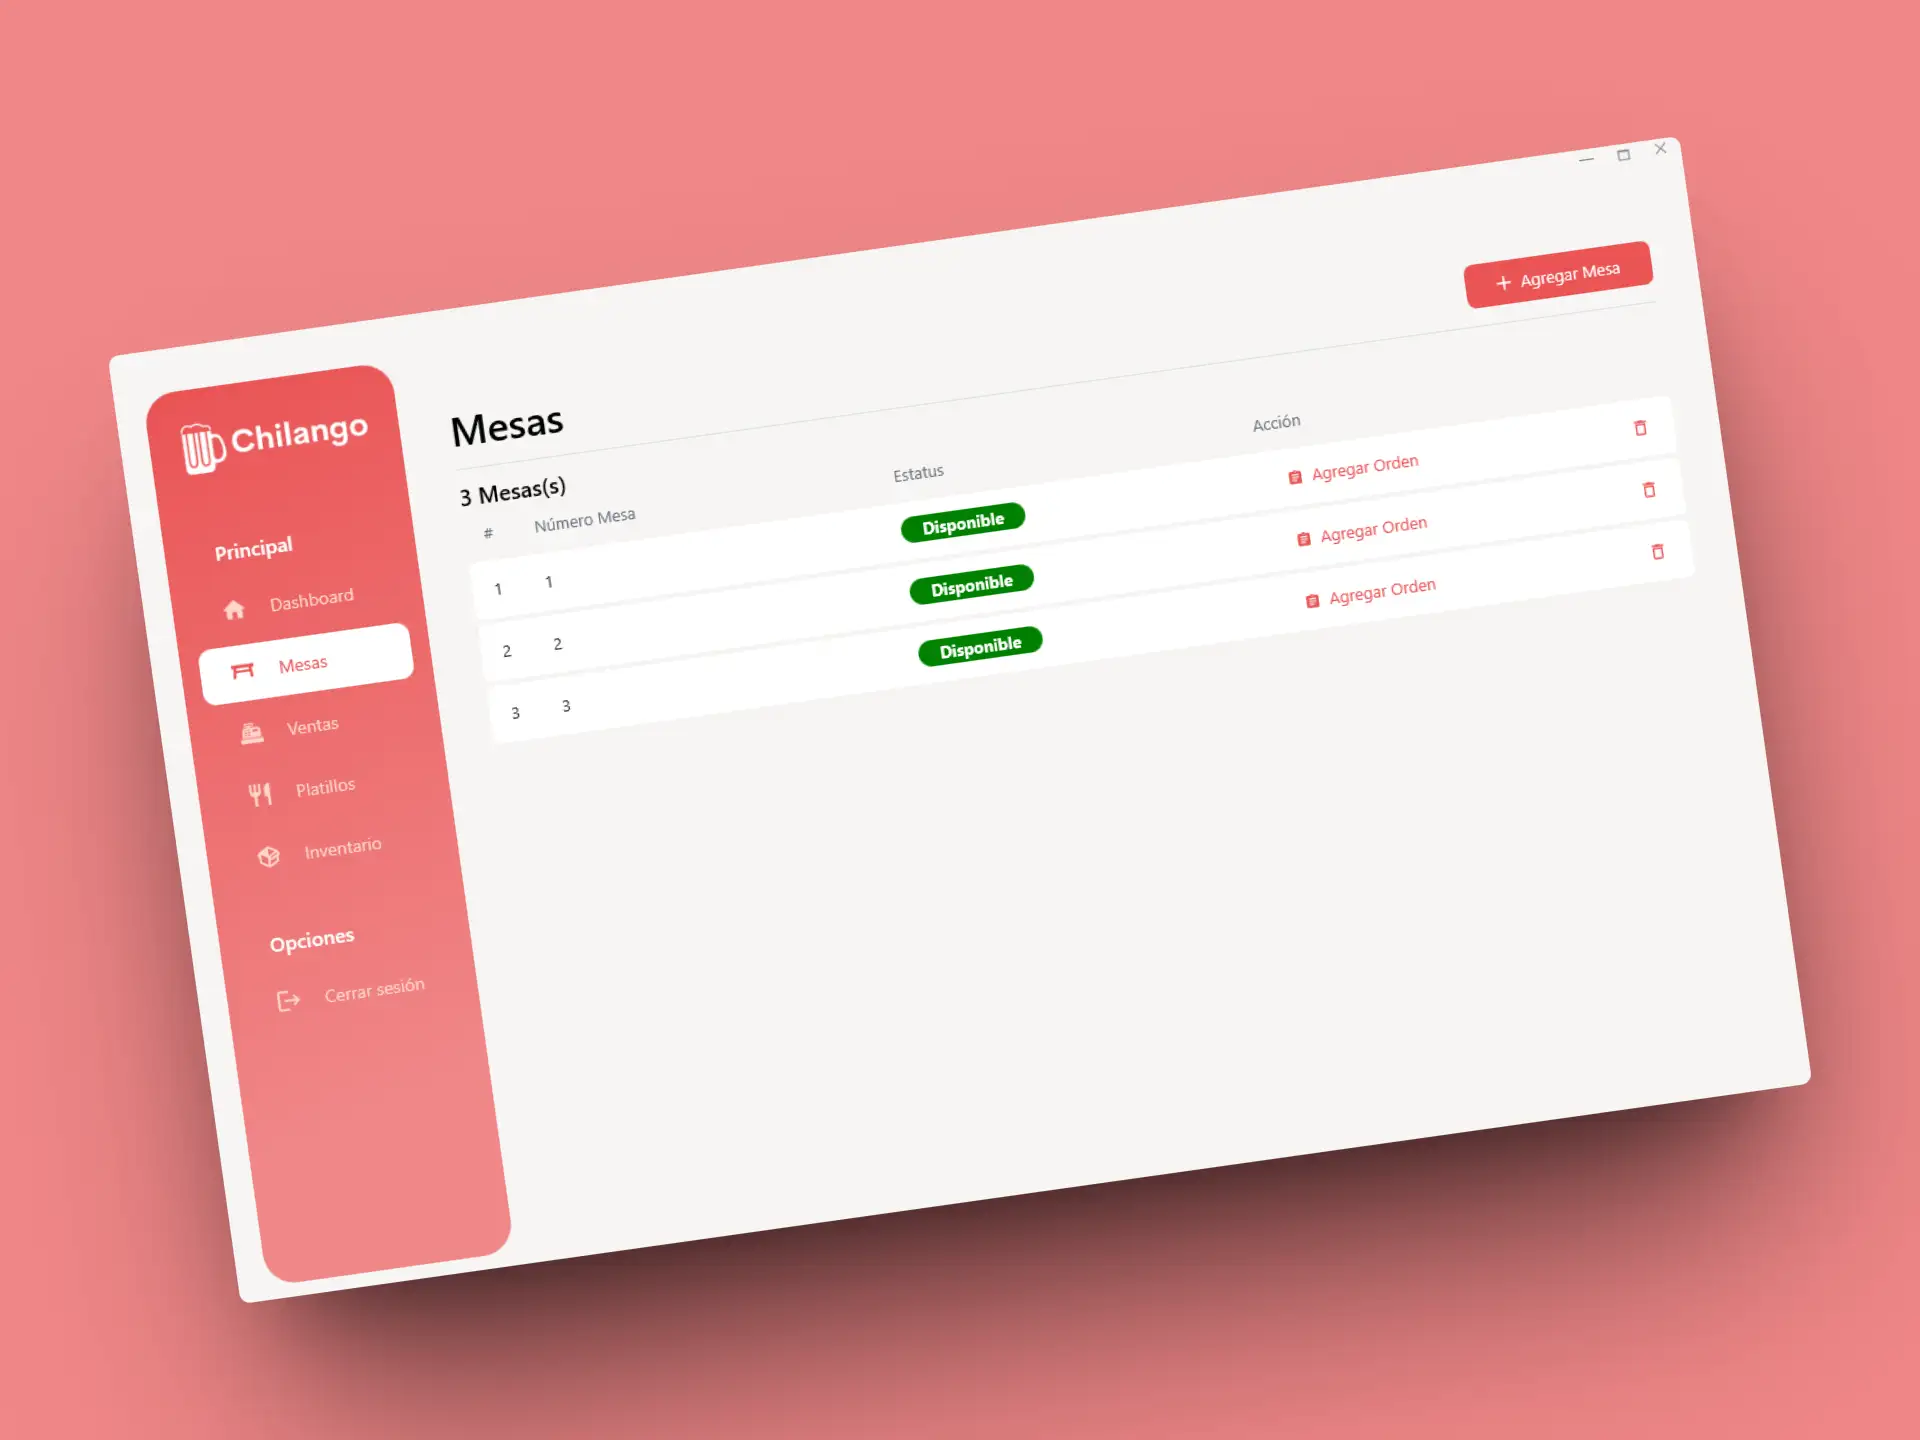 Chilango
Principal
Dashboard
Mesas
Ventas
Platillos
Inventario
Opciones
Cerrar sesión
Mesas
+ Agregar Mesa
3 Mesas(s)
# Número Mesa Estatus Acción
1 1 Disponible Agregar Orden
2 2 Disponible Agregar Orden
3 3 Disponible Agregar Orden